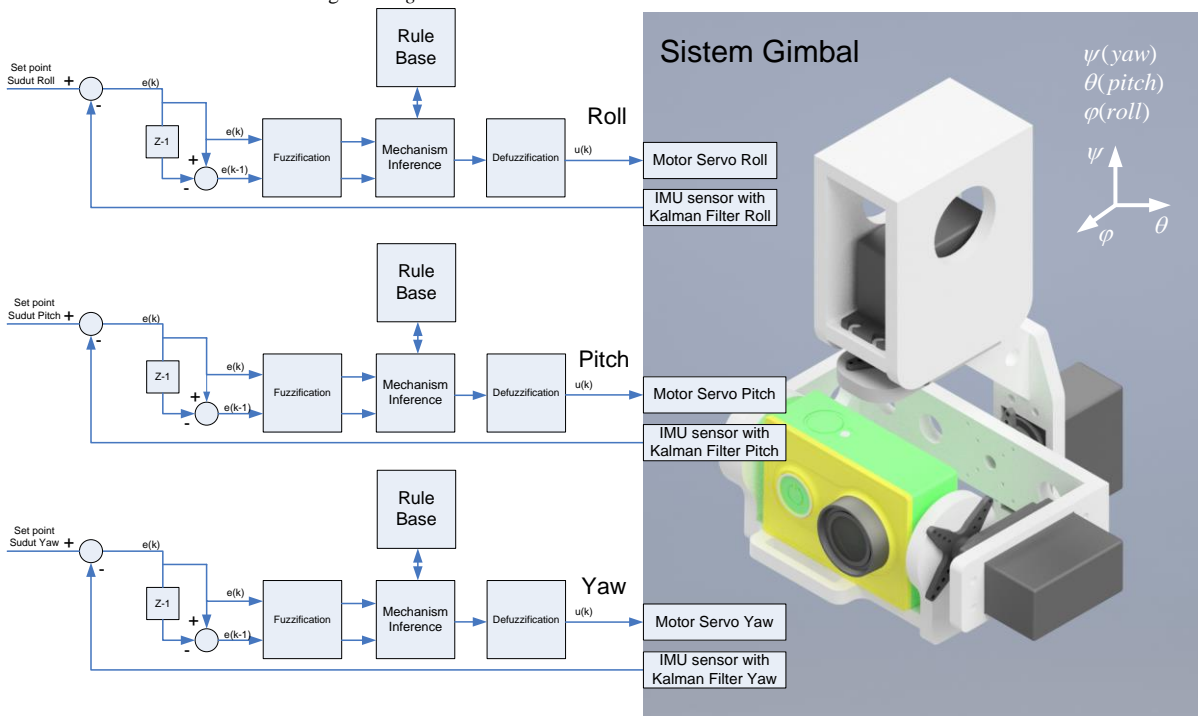 Sistem Gimbal
ψ(yaw)
θ(pitch)
φ(roll)
ψ
φ
θ
Rule
Base
Set point
Sudut Roll
+
-
e(k)
Z-1
+
-
e(k)
e(k-1)
Fuzzification
Mechanism
Inference
Defuzzification
Roll
u(k)
Motor Servo Roll
IMU sensor with
Kalman Filter Roll
Rule
Base
Set point
Sudut Pitch
+
-
e(k)
Z-1
+
-
e(k)
e(k-1)
Fuzzification
Mechanism
Inference
Defuzzification
Pitch
u(k)
Motor Servo Pitch
IMU sensor with
Kalman Filter Pitch
Rule
Base
Set point
Sudut Yaw
+
-
e(k)
Z-1
+
-
e(k)
e(k-1)
Fuzzification
Mechanism
Inference
Defuzzification
Yaw
u(k)
Motor Servo Yaw
IMU sensor with
Kalman Filter Yaw